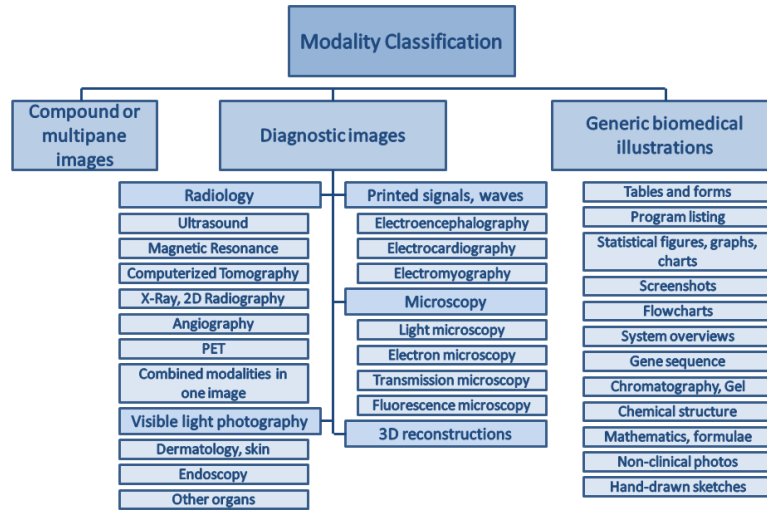 Modality Classification
Compound or
multipane
images
Diagnostic images
Generic biomedical
illustrations
Radiology
Ultrasound
Magnetic Resonance
Computerized Tomography
X-Ray, 2D Radiography
Angiography
PET
Combined modalities in
one image
Visible light photography
Dermatology, skin
Endoscopy
Other organs
Printed signals, waves
Electroencephalography
Electrocardiography
Electromyography
Microscopy
Light microscopy
Electron microscopy
Transmission microscopy
Fluorescence microscopy
3D reconstructions
Tables and forms
Program listing
Statistical figures, graphs,
charts
Screenshots
Flowcharts
System overviews
Gene sequence
Chromatography, Gel
Chemical structure
Mathematics, formulae
Non-clinical photos
Hand-drawn sketches